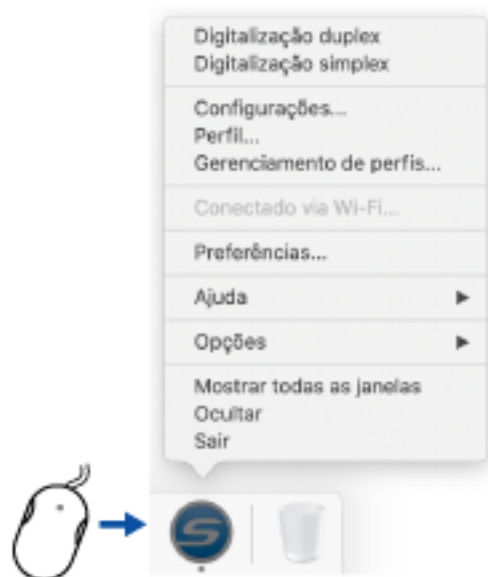 Digitalização duplex
Digitalização simplex
Configurações...
Perfil...
Gerenciamento de perfis...
Conectado via Wi-Fi...
Preferências...
Ajuda
Opções
Mostrar todas as janelas
Ocultar
Sair
S